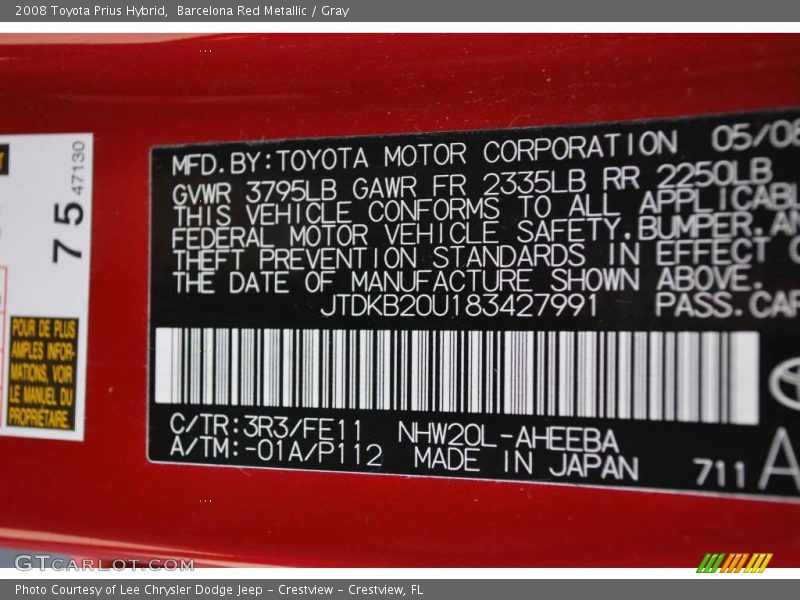 2008 Toyota Prius Hybrid, Barcelona Red Metallic / Gray
75 47130
POUR DE PLUS
AMPLES INFOR-
MATIONS, VOIR
LE MANUEL DU
PROPRIÉTAIRE.
MFD.BY:TOYOTA MOTOR CORPORATION 05/08
GVWR 3795LB GAWR FR 2335LB RR 2250LB
THIS VEHICLE CONFORMS TO ALL APPLICABL
FEDERAL MOTOR VEHICLE SAFETY,BUMPER,AN
THEFT PREVENTION STANDARDS IN EFFECT O
THE DATE OF MANUFACTURE SHOWN ABOVE.
JTDKB20U183427991 PASS.CAR
C/TR:3R3/FE11 NHW20L-AHEEBA
A/TM:-01A/P112 MADE IN JAPAN 711 A
GTCARLOT.COM
Photo Courtesy of Lee Chrysler Dodge Jeep - Crestview - Crestview, FL